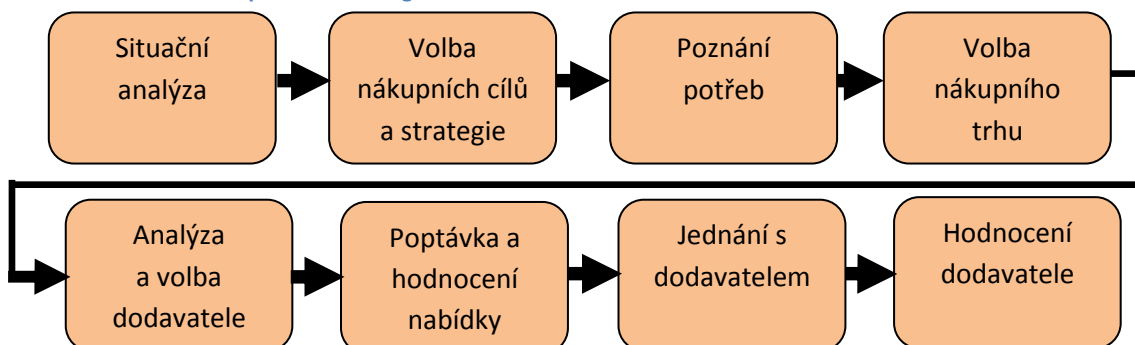 Situační
analýza
Volba
nákupních cílů
a strategie
Poznání
potřeb
Volba
nákupního
trhu
Analýza
a volba
dodavatele
Poptávka a
hodnocení
nabídky
Jednání s
dodavatelem
Hodnocení
dodavatele